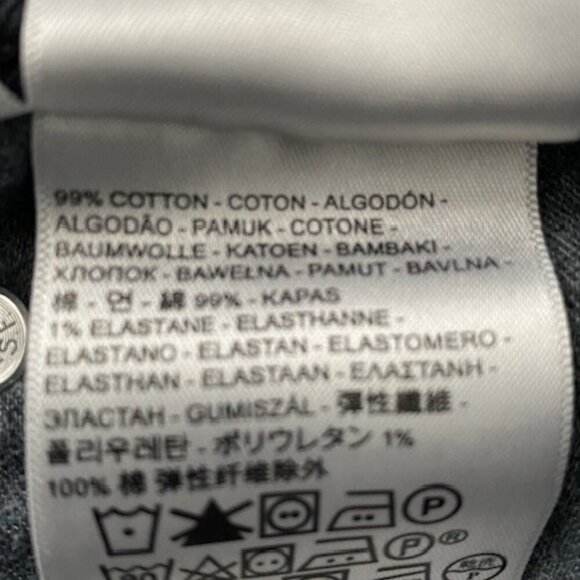 99% COTTON - COTON - ALGODÓN -
ALGODÃO - PAMUK - COTONE -
BAUMWOLLE - KATOEN - BAMBAKI -
ХЛОПОК - BAWEŁNA - PAMUT - BAVLNA -
棉 - 면 - 綿 99% - KAPAS
1% ELASTANE - ELASTHANNE -
ELASTANO - ELASTAN - ELASTOMERO -
ELASTHAN - ELASTAAN - ΕΛΑΣΤΑΝΗ -
ЭЛАСТАН - GUMISZÁL - 弹性纖維 -
폴리우레탄 - ポリウレタン 1%
100% 棉 弹性纤维除外
P
P